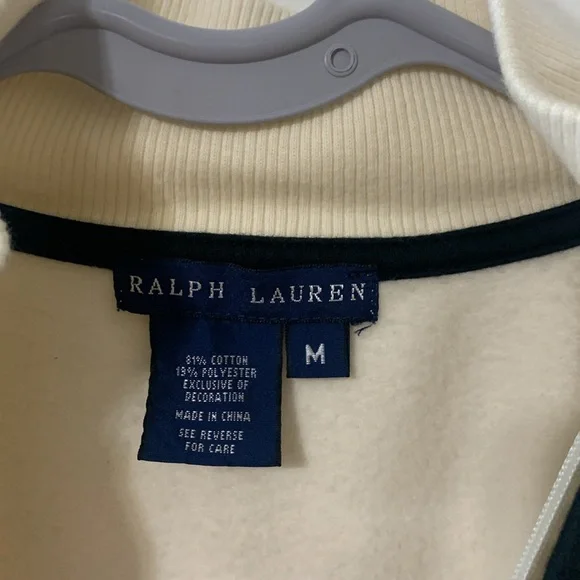 RALPH LAUREN
M
81% COTTON
19% POLYESTER
EXCLUSIVE OF
DECORATION
MADE IN CHINA
SEE REVERSE
FOR CARE